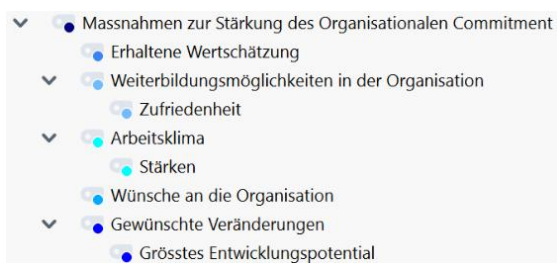 Massnahmen zur Stärkung des Organisationalen Commitment
Erhaltene Wertschätzung
Weiterbildungsmöglichkeiten in der Organisation
Zufriedenheit
Arbeitsklima
Stärken
Wünsche an die Organisation
Gewünschte Veränderungen
Grösstes Entwicklungspotential